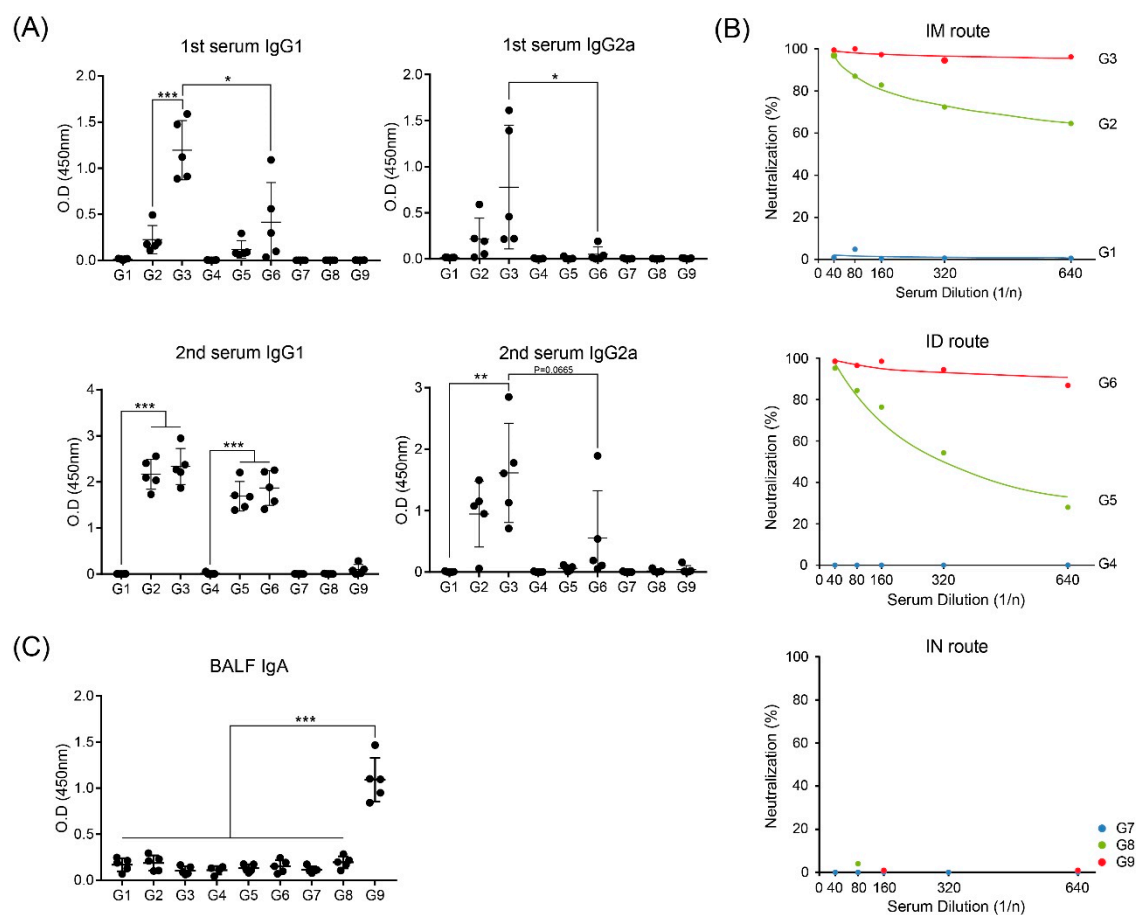 (A)
1st serum IgG1
O.D (450nm)
2.0
1.5
1.0
0.5
0.0
***
*
G1 G2 G3 G4 G5 G6 G7 G8 G9
1st serum IgG2a
O.D (450nm)
2.0
1.5
1.0
0.5
0.0
*
G1 G2 G3 G4 G5 G6 G7 G8 G9
2nd serum IgG1
O.D (450nm)
4
3
2
1
0
***
***
G1 G2 G3 G4 G5 G6 G7 G8 G9
2nd serum IgG2a
O.D (450nm)
3
2
1
0
**
P=0.0665
G1 G2 G3 G4 G5 G6 G7 G8 G9
(B)
IM route
Neutralization (%)
100
80
60
40
20
0
0 40 80 160 320 640
Serum Dilution (1/n)
G3
G2
G1
ID route
Neutralization (%)
100
80
60
40
20
0
0 40 80 160 320 640
Serum Dilution (1/n)
G6
G5
G4
IN route
Neutralization (%)
100
80
60
40
20
0
0 40 80 160 320 640
Serum Dilution (1/n)
G7
G8
G9
(C)
BALF IgA
O.D (450nm)
2.0
1.5
1.0
0.5
0.0
***
G1 G2 G3 G4 G5 G6 G7 G8 G9